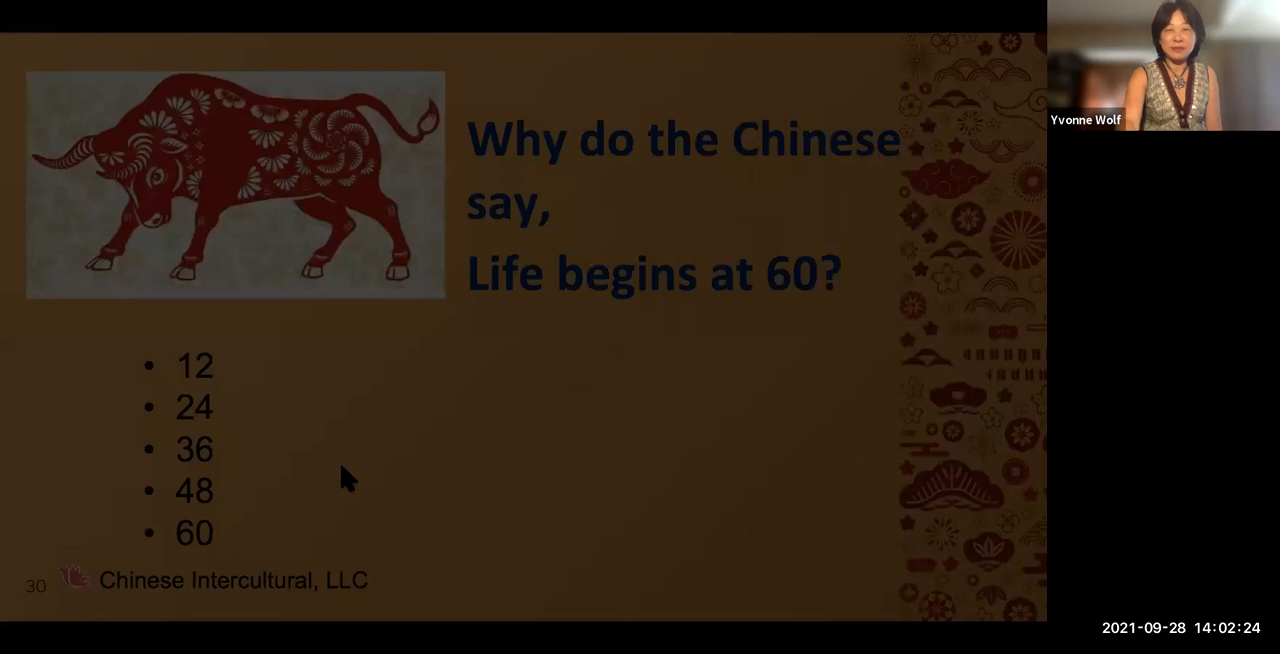 Why do the Chinese
say,
Life begins at 60?
• 12
• 24
• 36
• 48
• 60
30 Chinese Intercultural, LLC
Yvonne Wolf
2021-09-28 14:02:24